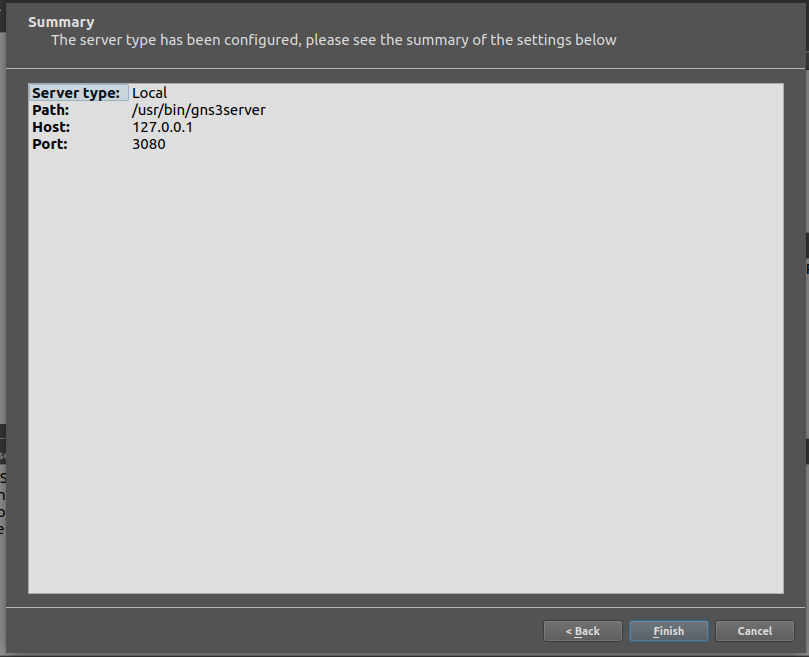 Summary
The server type has been configured, please see the summary of the settings below
Server type: Local
Path: /usr/bin/gns3server
Host: 127.0.0.1
Port: 3080
< Back Finish Cancel